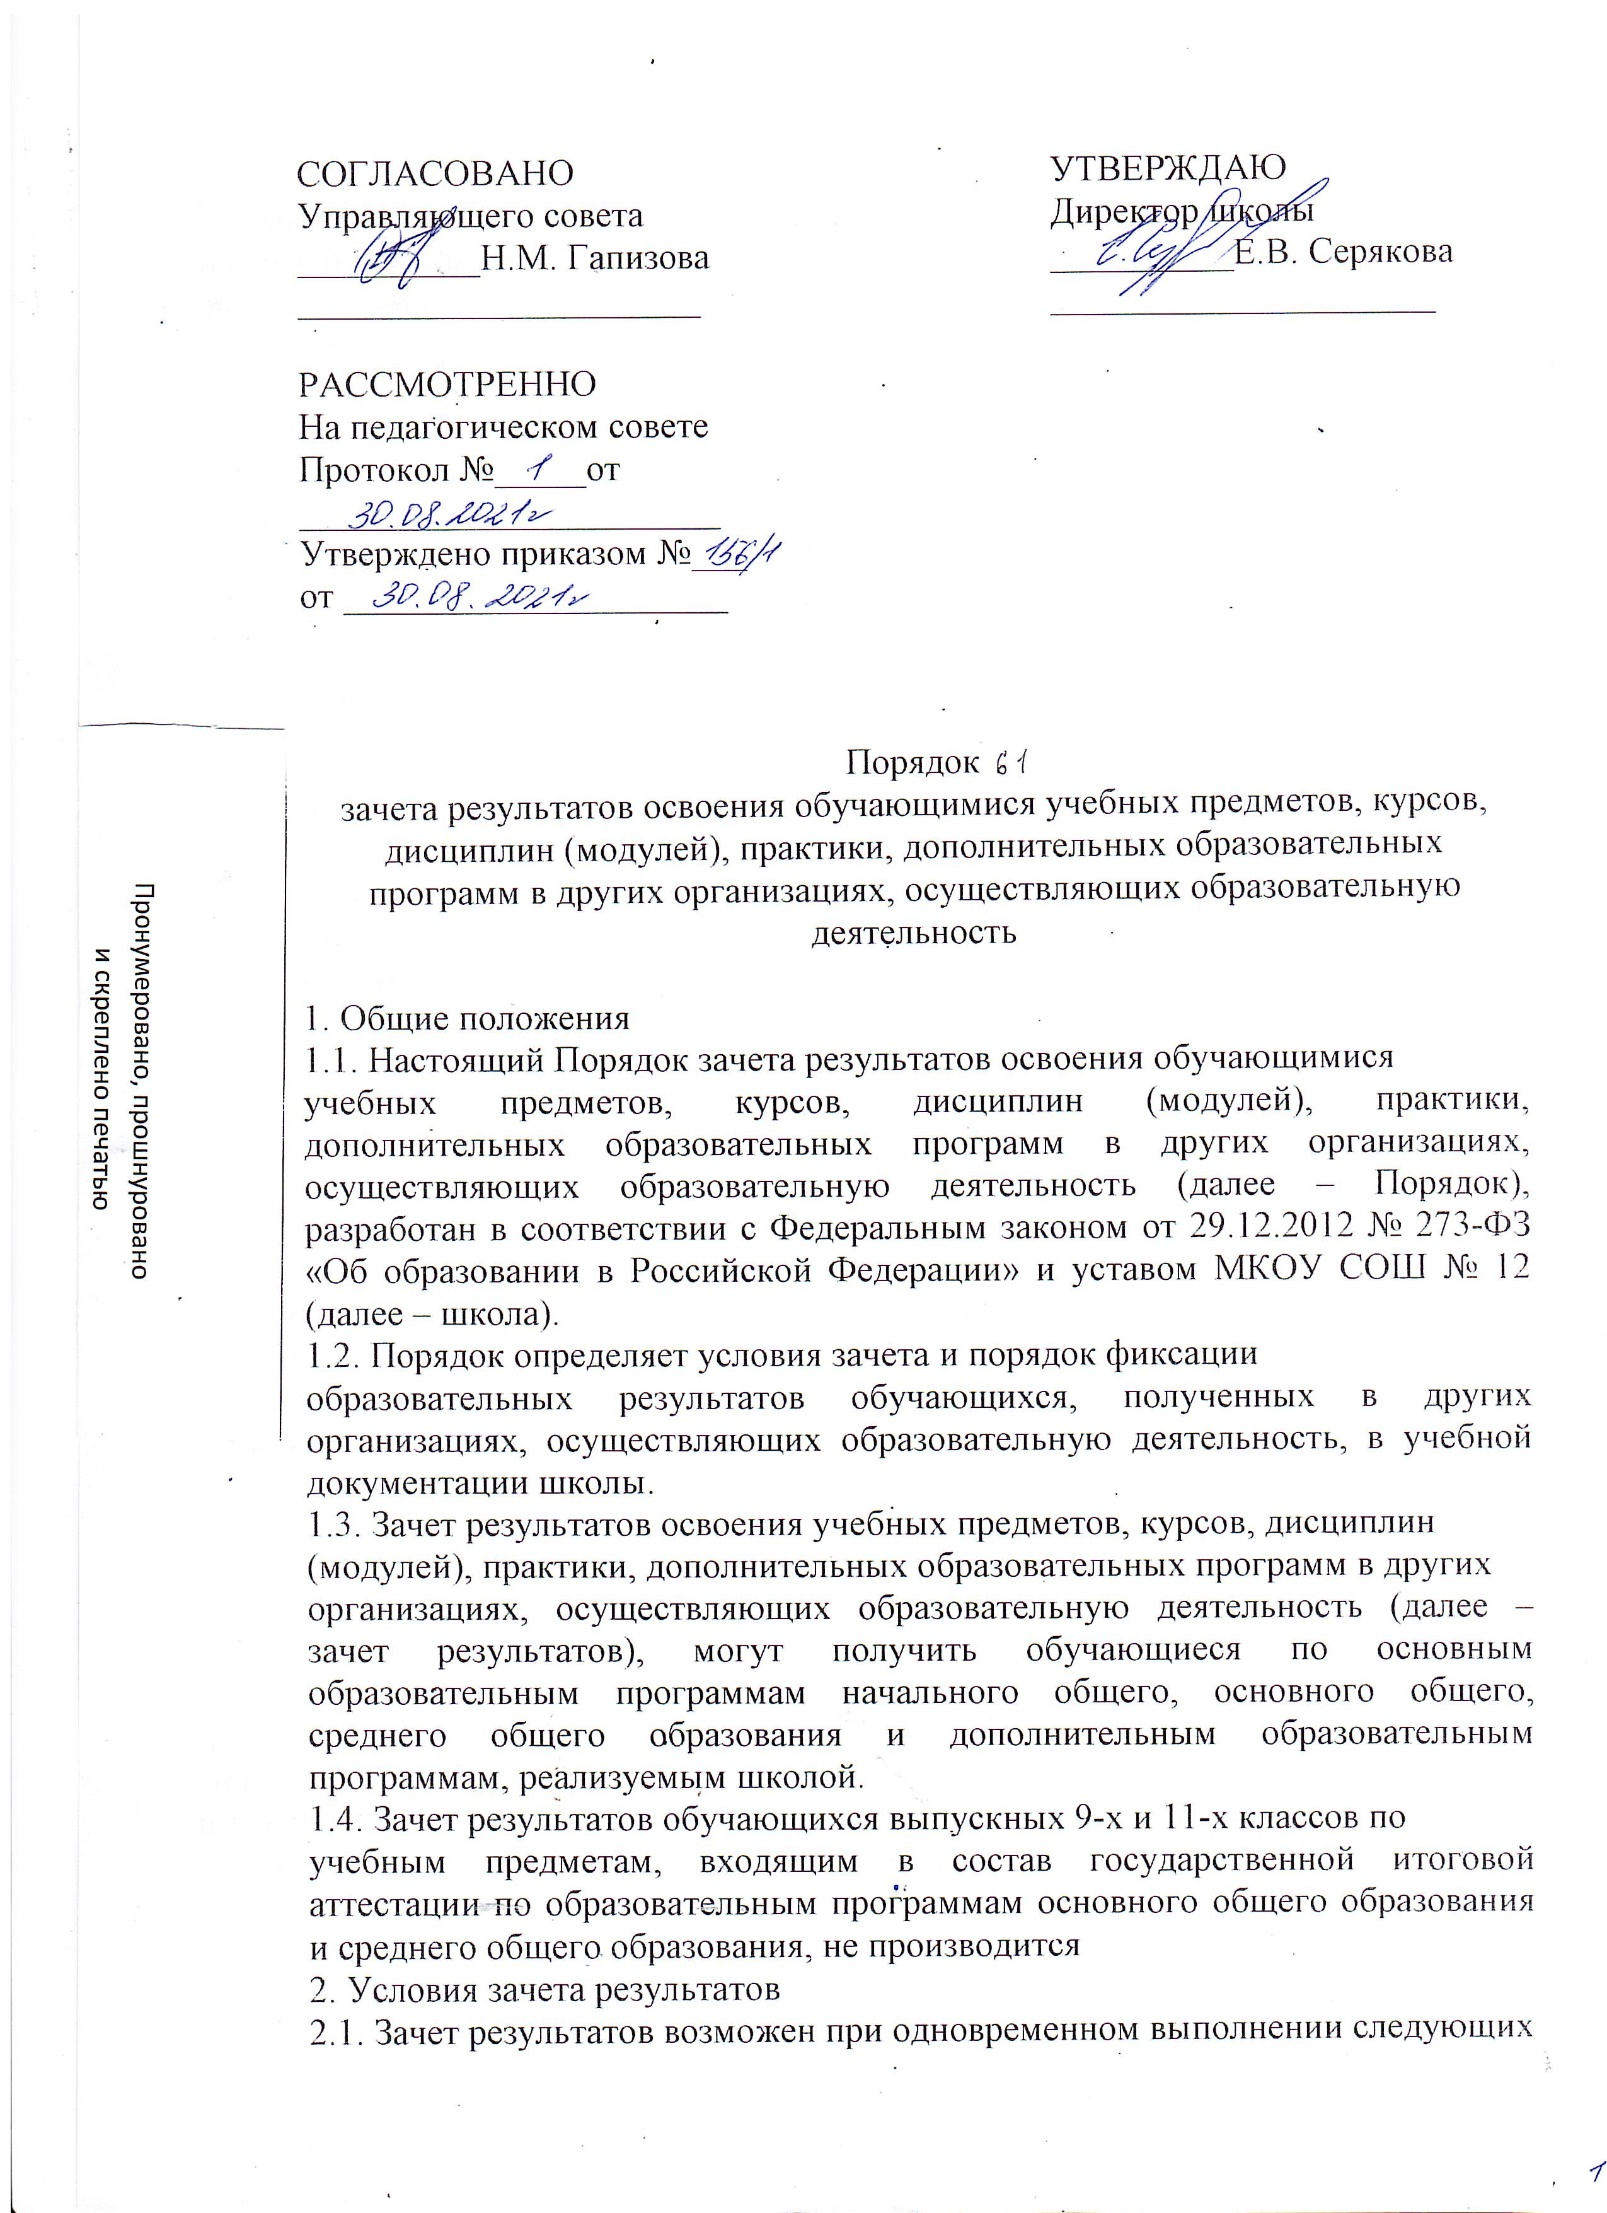 СОГЛАСОВАНО
Управляющего совета
____________Н.М. Гапизова
УТВЕРЖДАЮ
Директор школы
____________Е.В. Серякова
РАССМОТРЕННО
На педагогическом совете
Протокол № 1 от
30.08.2021г
Утверждено приказом № 156/1
от 30.08.2021г
Порядок 61
зачета результатов освоения обучающимися учебных предметов, курсов,
дисциплин (модулей), практики, дополнительных образовательных
программ в других организациях, осуществляющих образовательную
деятельность
Пронумеровано, прошнуровано
и скреплено печатью
1. Общие положения
1.1. Настоящий Порядок зачета результатов освоения обучающимися
учебных предметов, курсов, дисциплин (модулей), практики,
дополнительных образовательных программ в других организациях,
осуществляющих образовательную деятельность (далее – Порядок),
разработан в соответствии с Федеральным законом от 29.12.2012 № 273-ФЗ
«Об образовании в Российской Федерации» и уставом МКОУ СОШ № 12
(далее – школа).
1.2. Порядок определяет условия зачета и порядок фиксации
образовательных результатов обучающихся, полученных в других
организациях, осуществляющих образовательную деятельность, в учебной
документации школы.
1.3. Зачет результатов освоения учебных предметов, курсов, дисциплин
(модулей), практики, дополнительных образовательных программ в других
организациях, осуществляющих образовательную деятельность (далее –
зачет результатов), могут получить обучающиеся по основным
образовательным программам начального общего, основного общего,
среднего общего образования и дополнительным образовательным
программам, реализуемым школой.
1.4. Зачет результатов обучающихся выпускных 9-х и 11-х классов по
учебным предметам, входящим в состав государственной итоговой
аттестации по образовательным программам основного общего образования
и среднего общего образования, не производится
2. Условия зачета результатов
2.1. Зачет результатов возможен при одновременном выполнении следующих
1